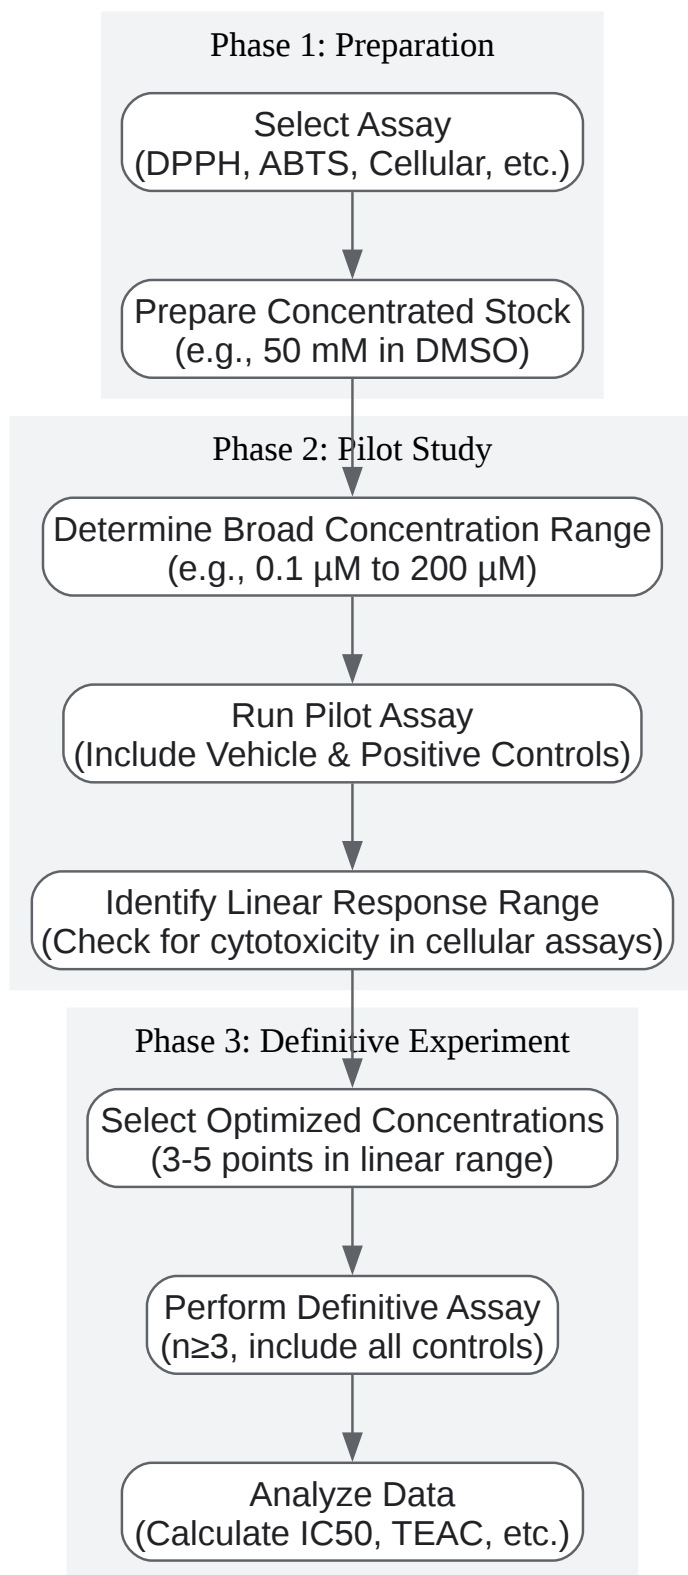 Phase 1: Preparation
Select Assay
(DPPH, ABTS, Cellular, etc.)
Prepare Concentrated Stock
(e.g., 50 mM in DMSO)
Phase 2: Pilot Study
Determine Broad Concentration Range
(e.g., 0.1 µM to 200 µM)
Run Pilot Assay
(Include Vehicle & Positive Controls)
Identify Linear Response Range
(Check for cytotoxicity in cellular assays)
Phase 3: Definitive Experiment
Select Optimized Concentrations
(3-5 points in linear range)
Perform Definitive Assay
(n≥3, include all controls)
Analyze Data
(Calculate IC50, TEAC, etc.)